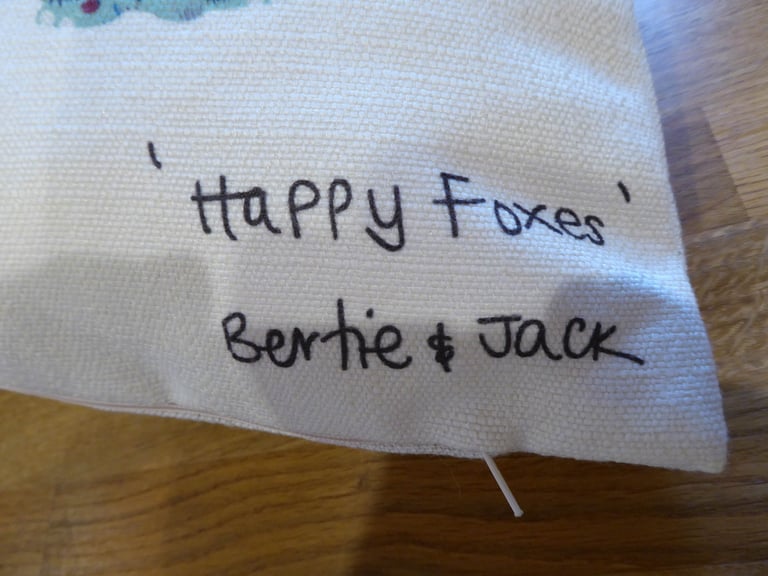 'Happy Foxes'
Bertie & Jack